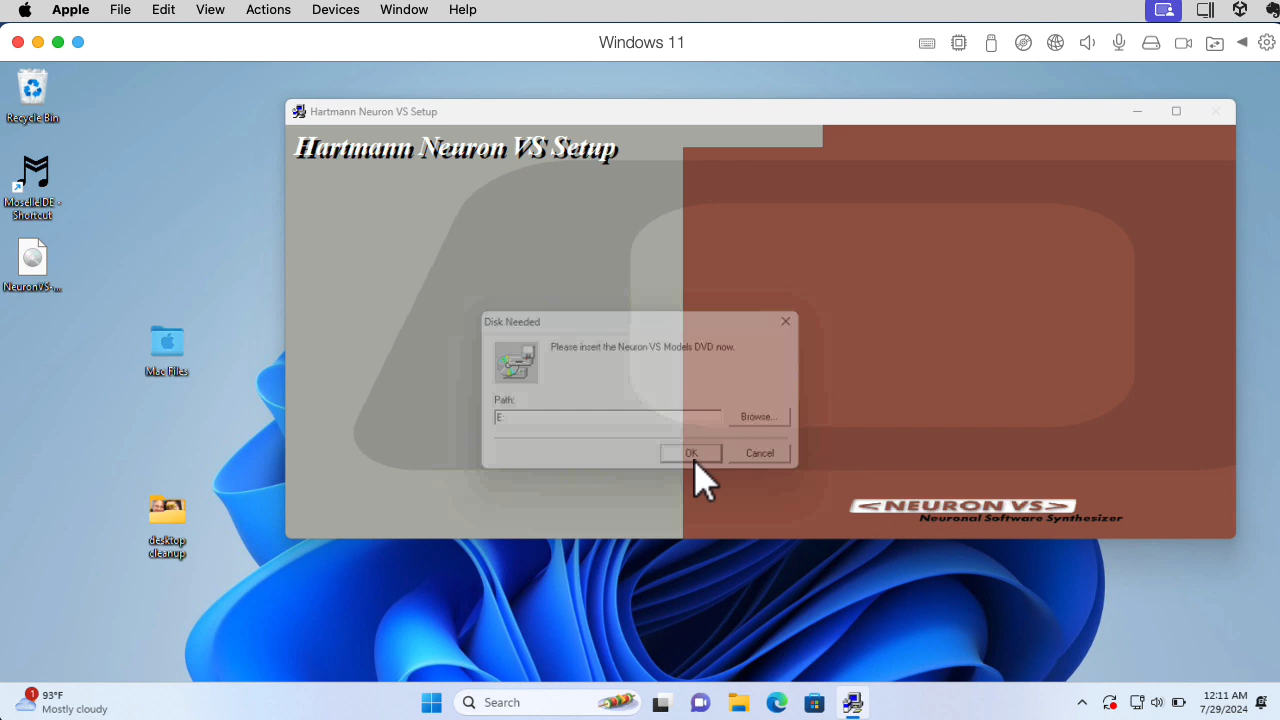 Apple File Edit View Actions Devices Window Help
Windows 11
Recycle Bin
MoselleIDE -
Shortcut
NeuronVS-...
Mac Files
desktop
cleanup
Hartmann Neuron VS Setup
Hartmann Neuron VS Setup
Disk Needed
Please insert the Neuron VS Models DVD now.
Path:
E:
Browse...
OK
Cancel
<NEURON VS>
Neuronal Software Synthesizer
1
93°F
Mostly cloudy
Search
12:11 AM
7/29/2024